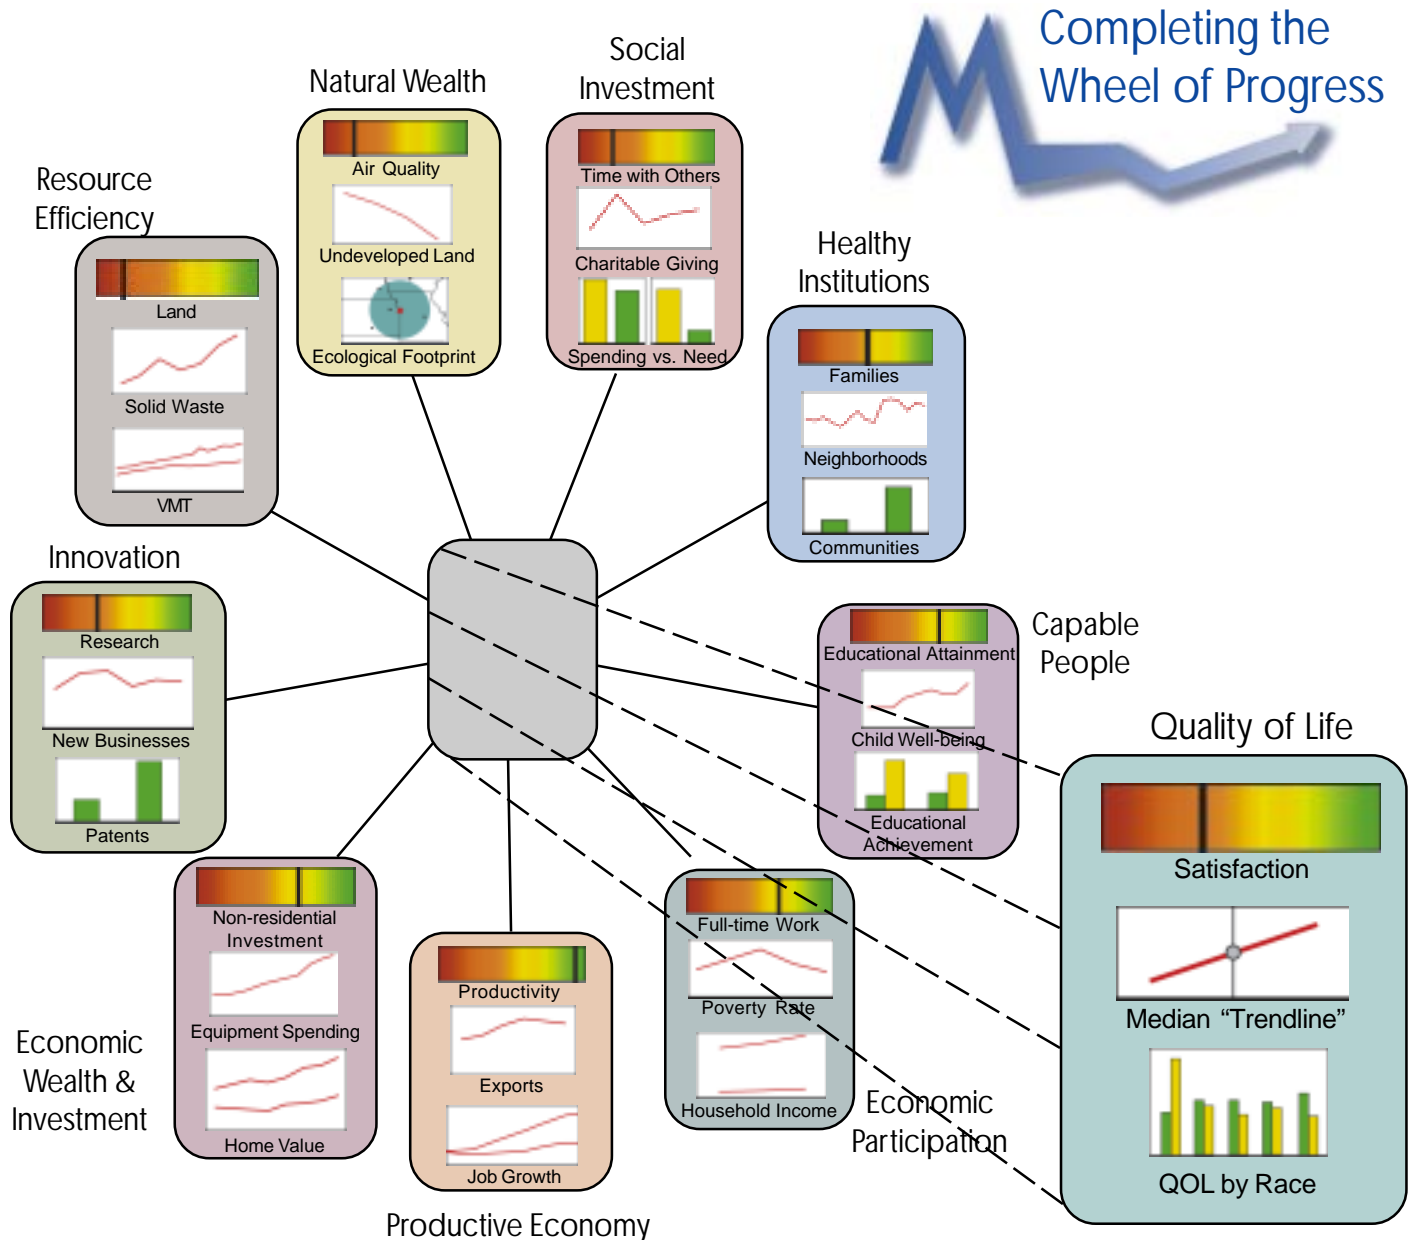 Completing the
Wheel of Progress
Social
Investment
Time with Others
Charitable Giving
Spending vs. Need
Natural Wealth
Air Quality
Undeveloped Land
Ecological Footprint
Resource
Efficiency
Land
Solid Waste
VMT
Healthy
Institutions
Families
Neighborhoods
Communities
Innovation
Research
New Businesses
Patents
Capable
People
Educational Attainment
Child Well-being
Educational
Achievement
Quality of Life
Satisfaction
Median “Trendline”
QOL by Race
Economic
Wealth &
Investment
Non-residential
Investment
Equipment Spending
Home Value
Productivity
Exports
Job Growth
Productive Economy
Full-time Work
Poverty Rate
Household Income
Economic
Participation